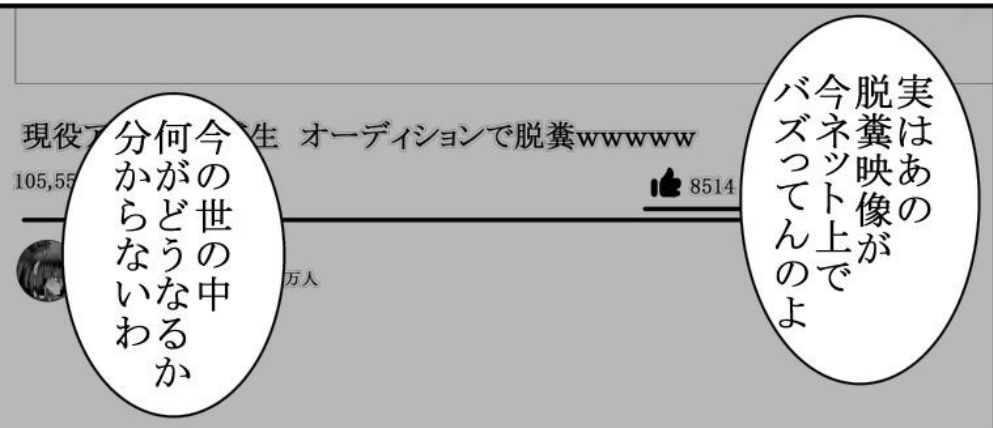 実はあの
脱糞映像が
今ネット上で
バズってんのよ
現役ア
生 オーディションで脱糞wwwww
105,55
8514
万人
今の世の中
何がどうなるか
分からないわ